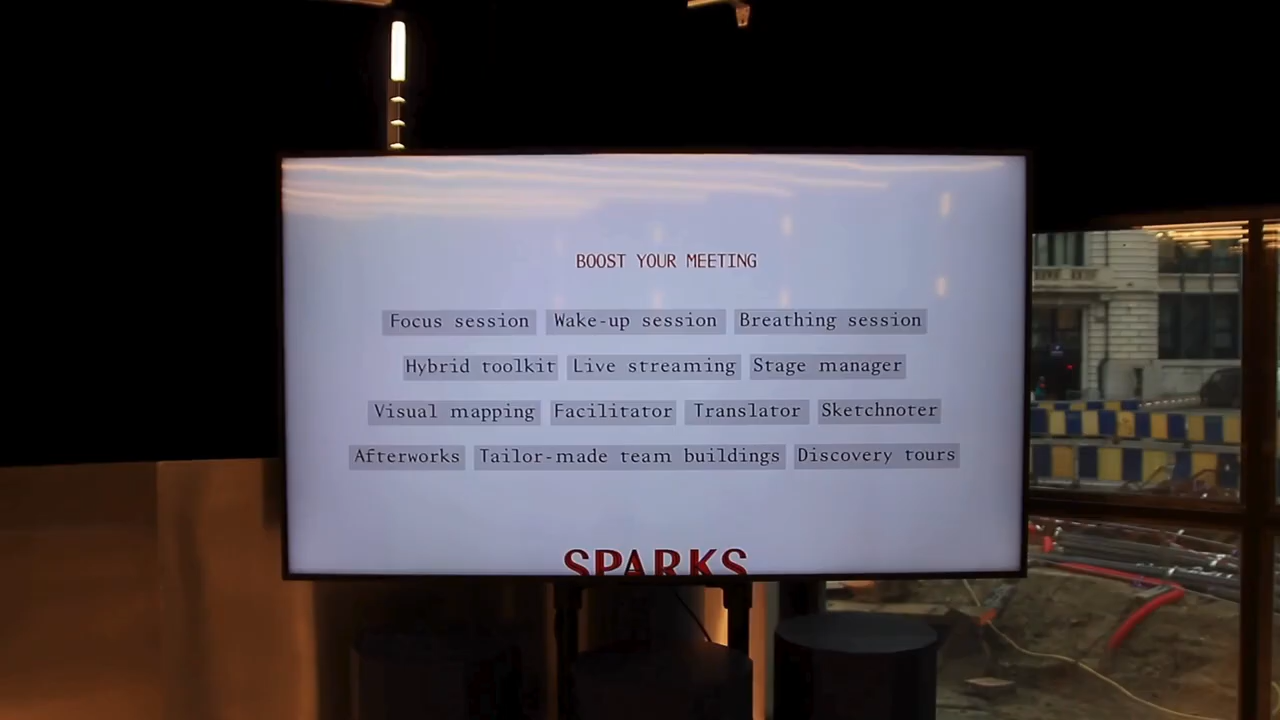 BOOST YOUR MEETING
Focus session Wake-up session Breathing session
Hybrid toolkit Live streaming Stage manager
Visual mapping Facilitator Translator Sketchnoter
Afterworks Tailor-made team buildings Discovery tours
SPARKS